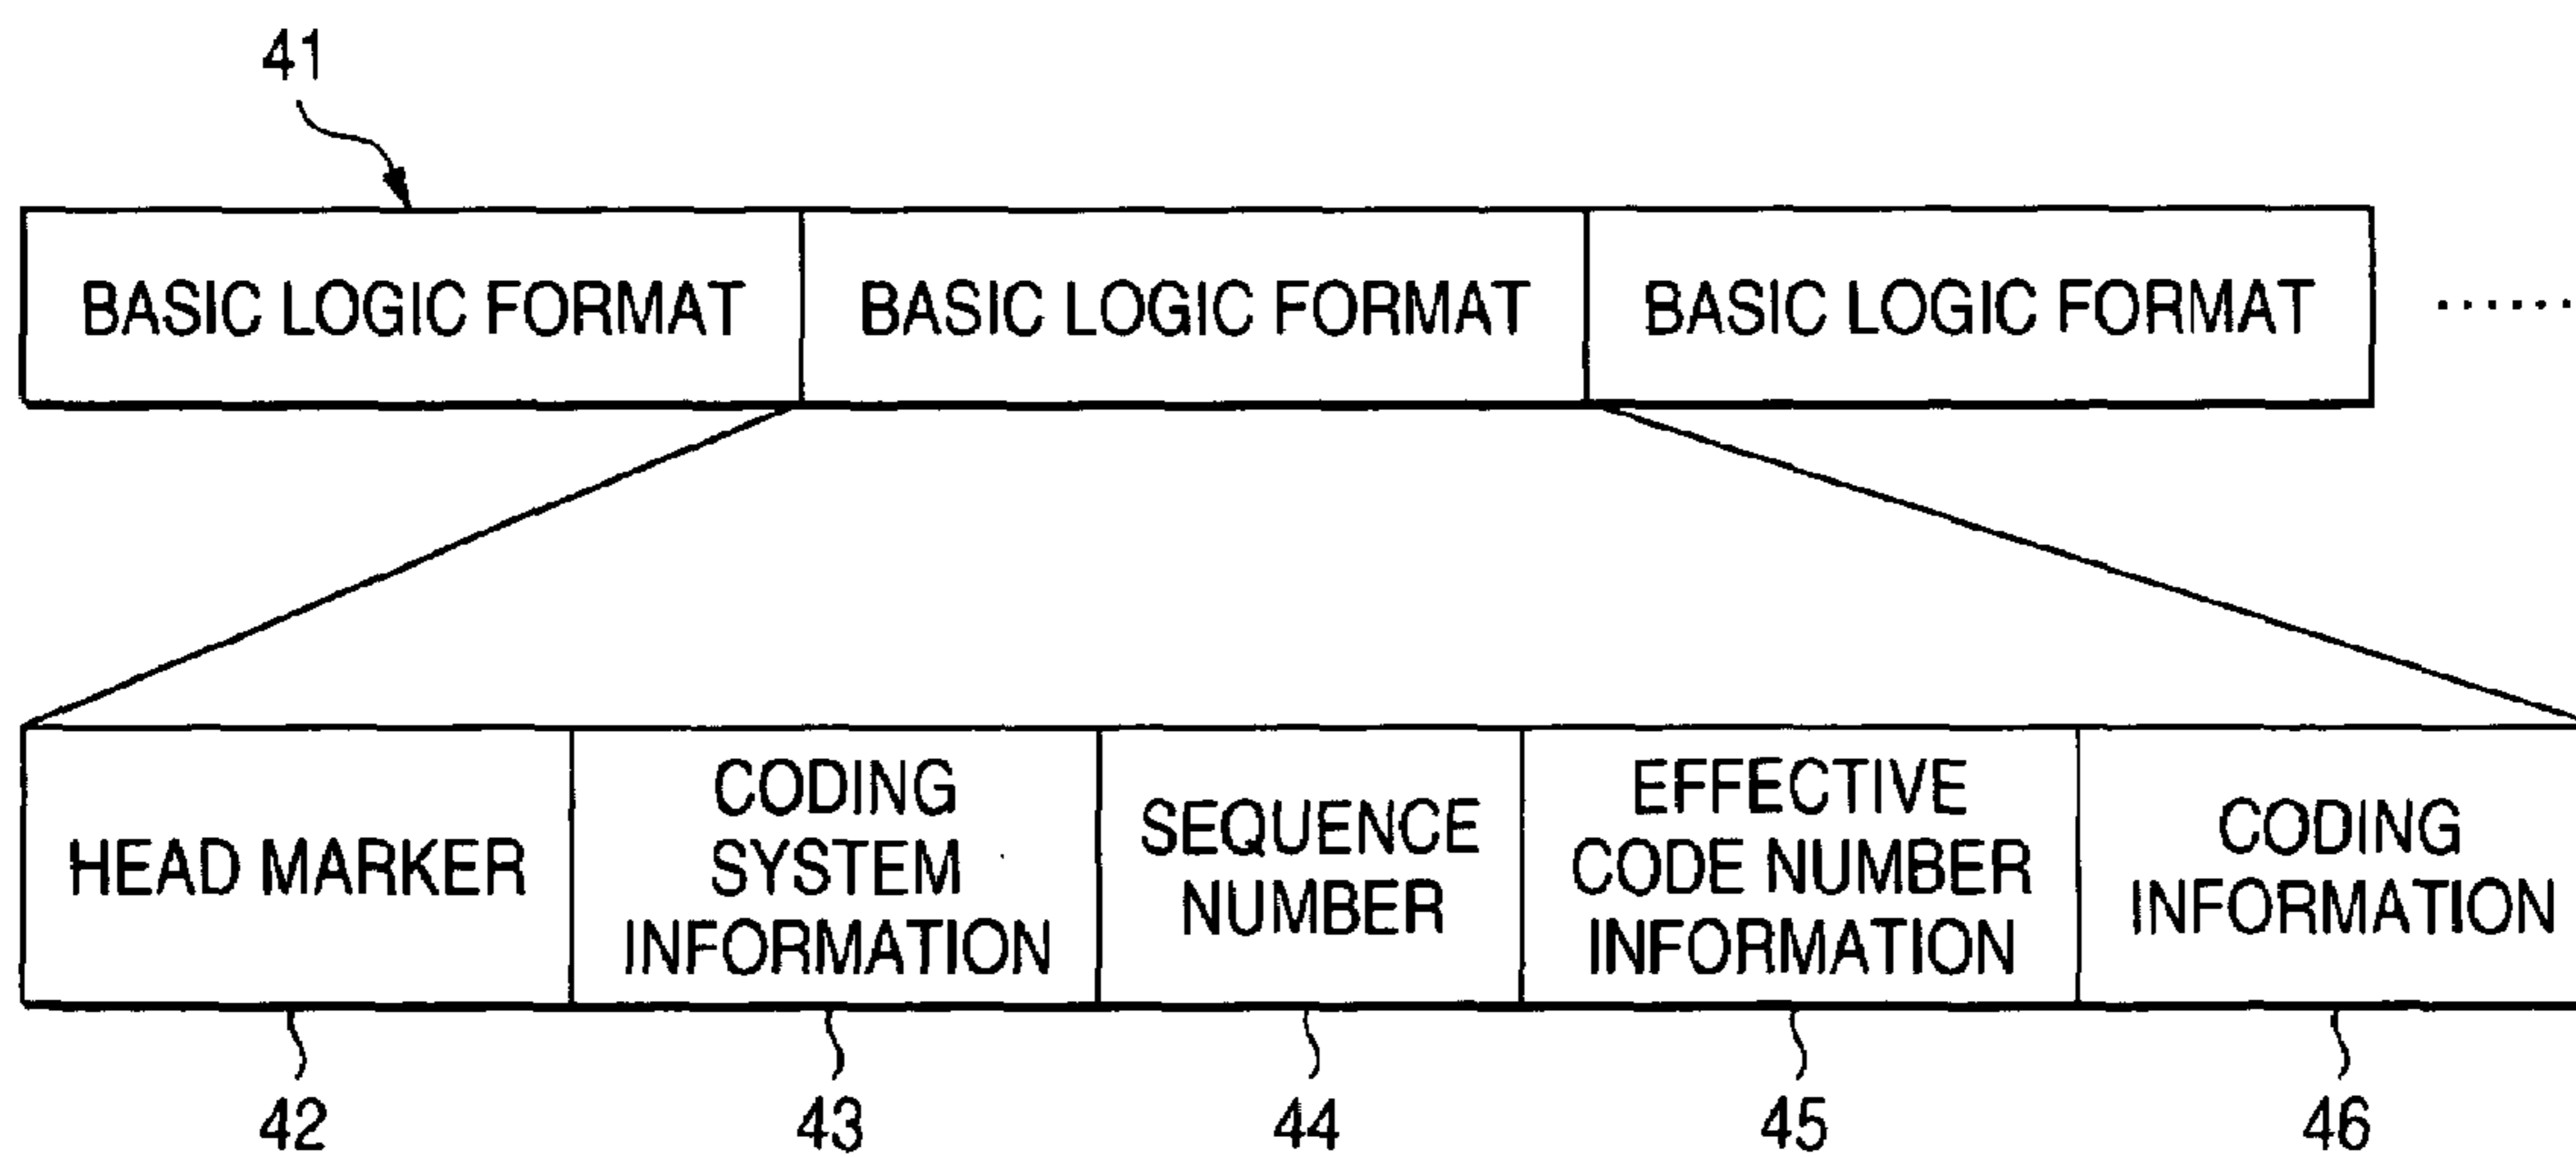 41
BASIC LOGIC FORMAT BASIC LOGIC FORMAT BASIC LOGIC FORMAT ......
HEAD MARKER
CODING
SYSTEM
INFORMATION
SEQUENCE
NUMBER
EFFECTIVE
CODE NUMBER
INFORMATION
CODING
INFORMATION
42 43 44 45 46